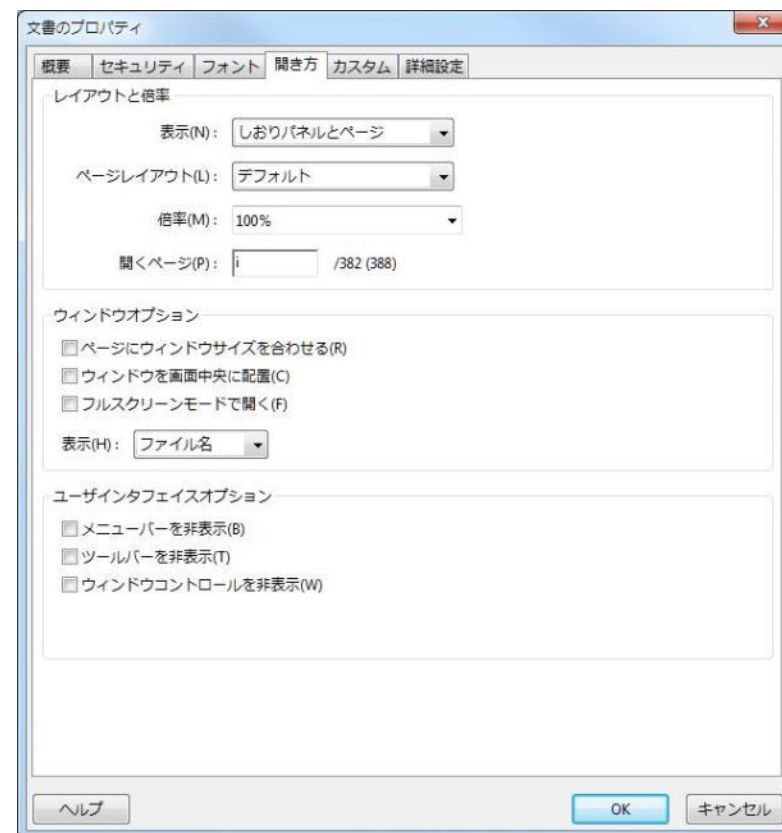 文書のプロパティ
概要 セキュリティ フォント 開き方 カスタム 詳細設定
レイアウトと倍率
表示(N): しおりパネルとページ
ページレイアウト(L): デフォルト
倍率(M): 100%
開くページ(P): i /382 (388)
ウィンドウオプション
ページにウィンドウサイズを合わせる(R)
ウィンドウを画面中央に配置(C)
フルスクリーンモードで開く(F)
表示(H): ファイル名
ユーザインタフェイスオプション
メニューバーを非表示(B)
ツールバーを非表示(T)
ウィンドウコントロールを非表示(W)
ヘルプ OK キャンセル